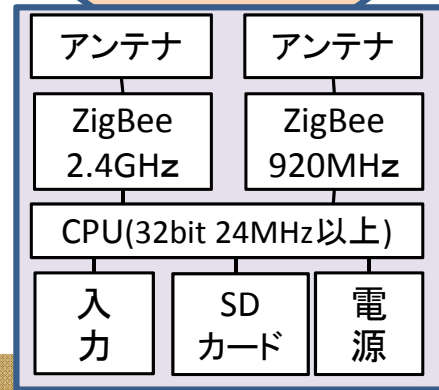 アンテナ アンテナ
ZigBee ZigBee
2.4GHz 920MHz
CPU(32bit 24MHz以上)
入 SD 電
力 カード 源